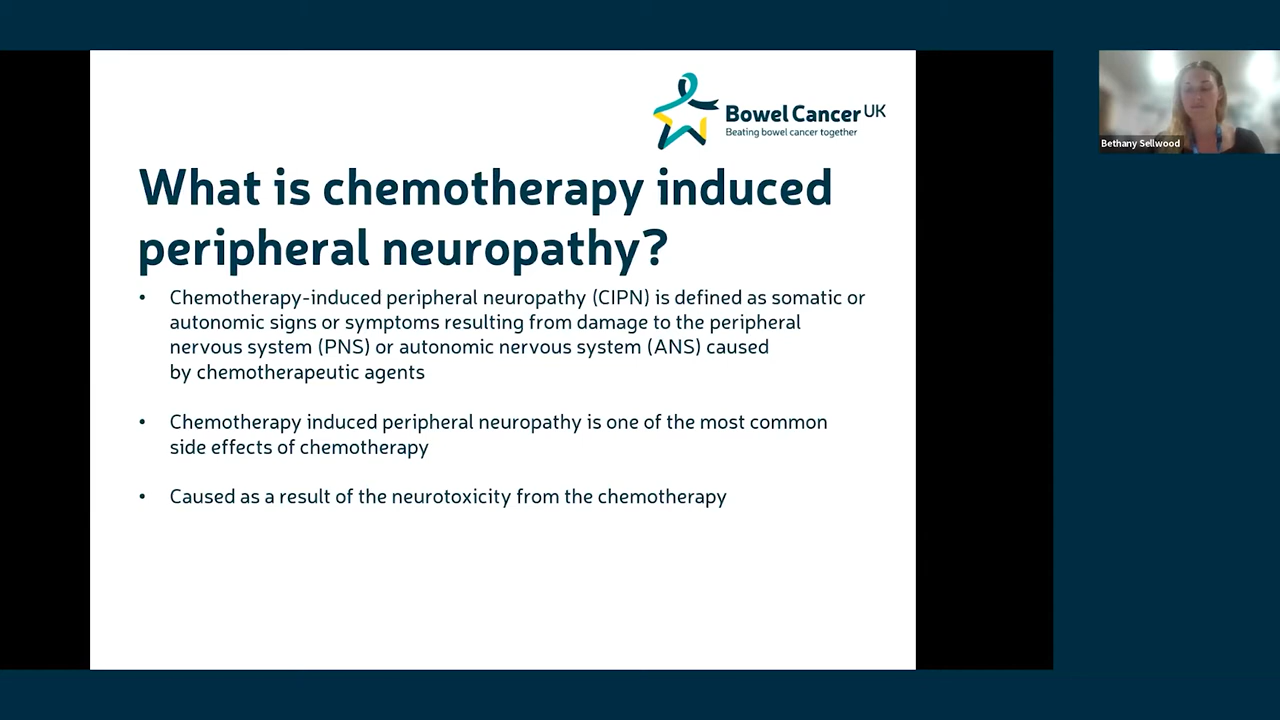 Bowel Cancer UK
Beating bowel cancer together
Bethany Sellwood
What is chemotherapy induced
peripheral neuropathy?
• Chemotherapy-induced peripheral neuropathy (CIPN) is defined as somatic or
autonomic signs or symptoms resulting from damage to the peripheral
nervous system (PNS) or autonomic nervous system (ANS) caused
by chemotherapeutic agents
• Chemotherapy induced peripheral neuropathy is one of the most common
side effects of chemotherapy
• Caused as a result of the neurotoxicity from the chemotherapy